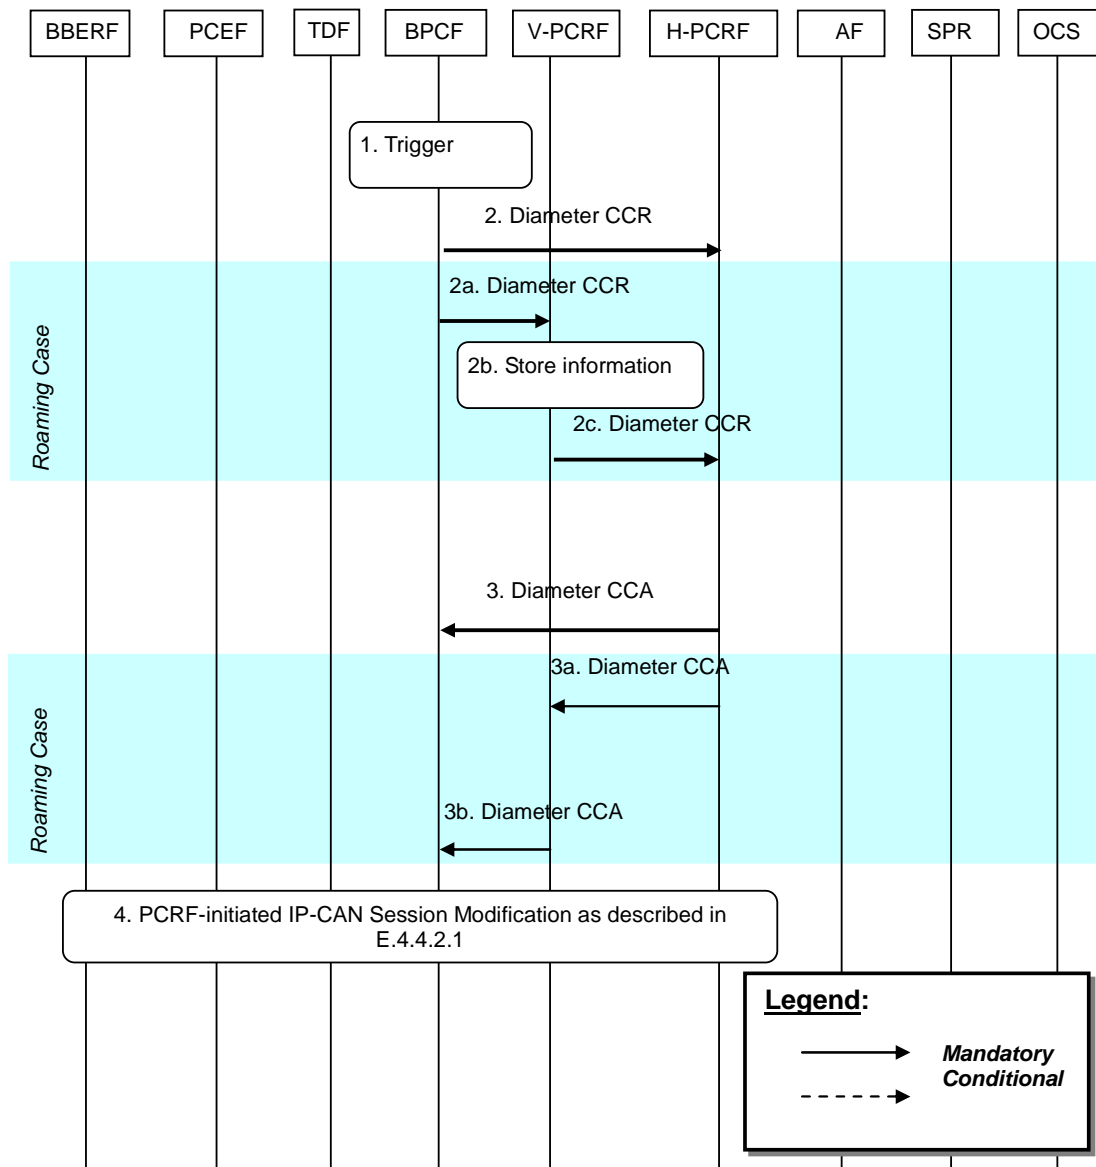 BBERF PCEF TDF BPCF V-PCRF H-PCRF AF SPR OCS
1. Trigger
2. Diameter CCR
2a. Diameter CCR
2b. Store information
2c. Diameter CCR
Roaming Case
3. Diameter CCA
3a. Diameter CCA
3b. Diameter CCA
Roaming Case
4. PCRF-initiated IP-CAN Session Modification as described in
E.4.4.2.1
Legend:
Mandatory
Conditional